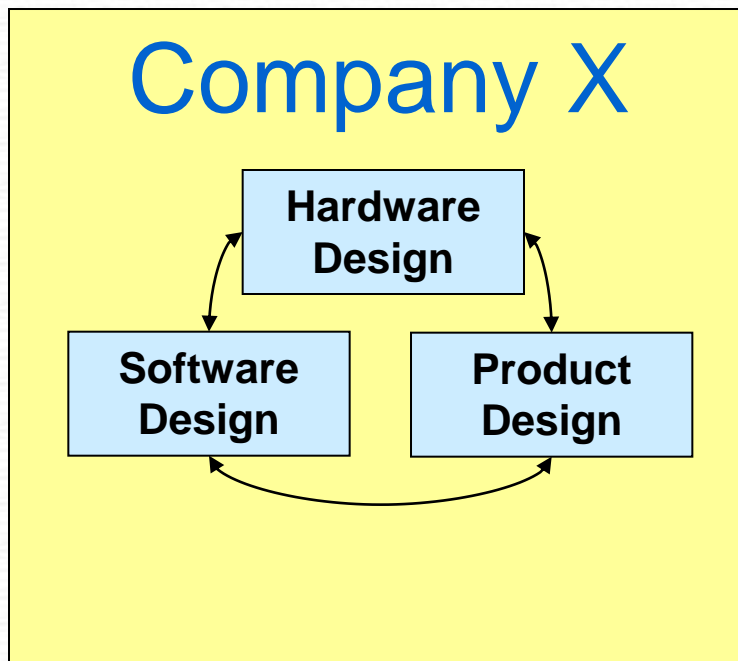 Company X
Hardware
Design
Software
Design
Product
Design